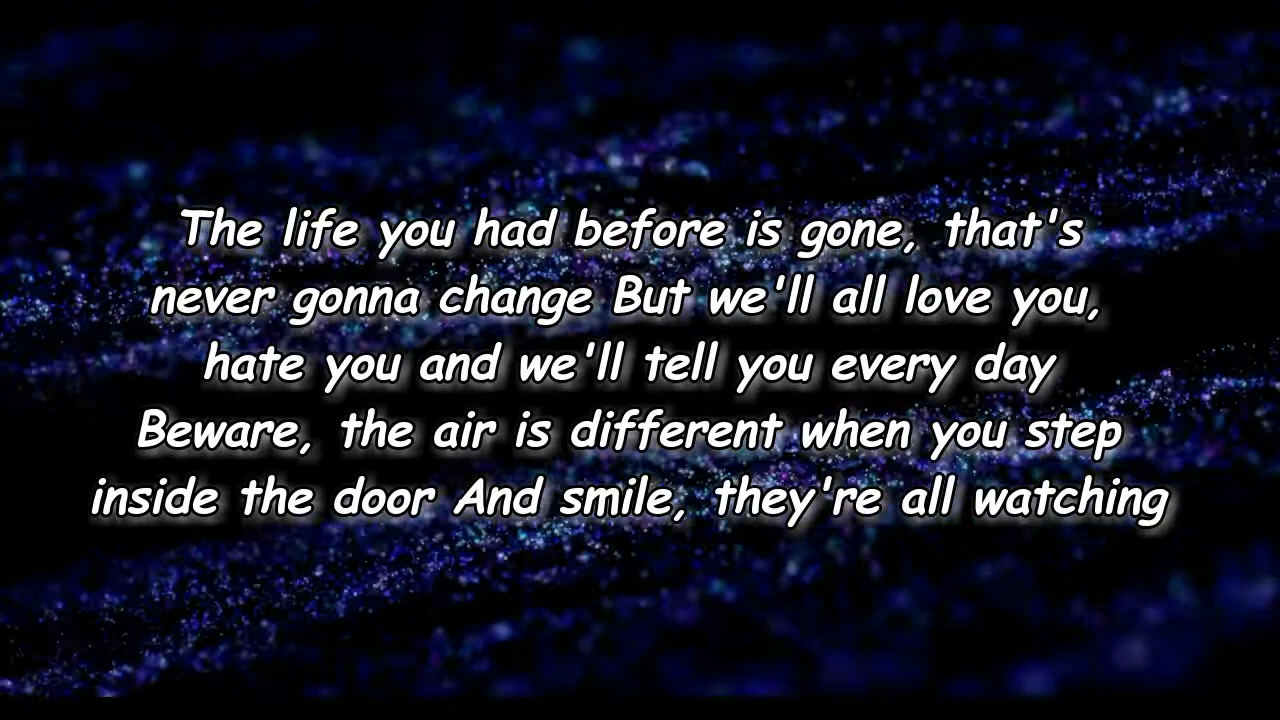 The life you had before is gone, that's
never gonna change But we'll all love you,
hate you and we'll tell you every day
Beware, the air is different when you step
inside the door And smile, they're all watching